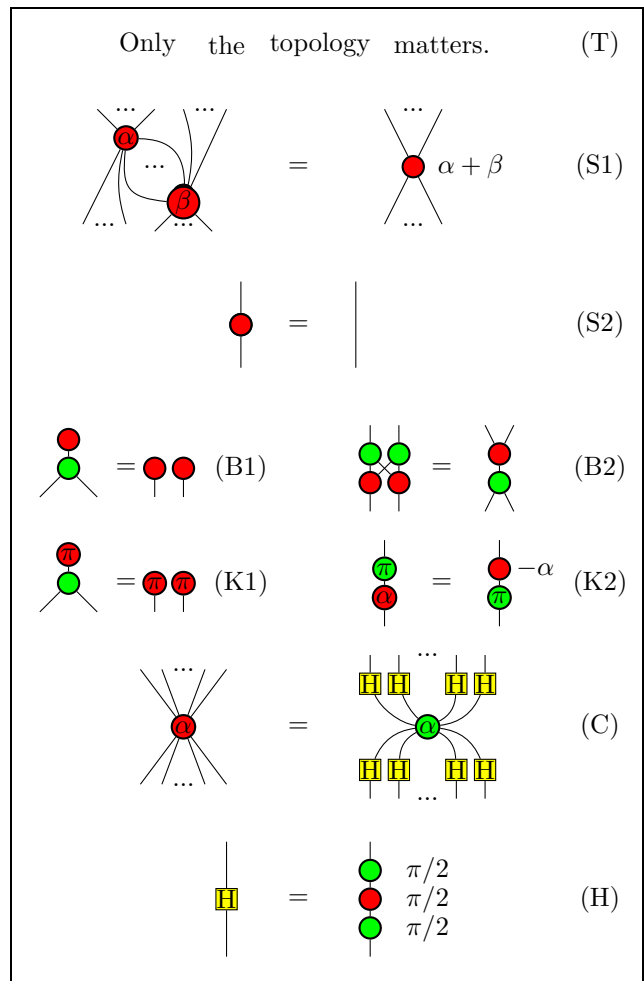 Only the topology matters. (T)
... ...
α
... = α + β (S1)
β
... ... ...
= (S2)
= (B1) = (B2)
π π
= π π (K1) = −α (K2)
α π
... ...
H H H H
α = α (C)
H H H H
... ...
π/2
H = π/2 (H)
π/2